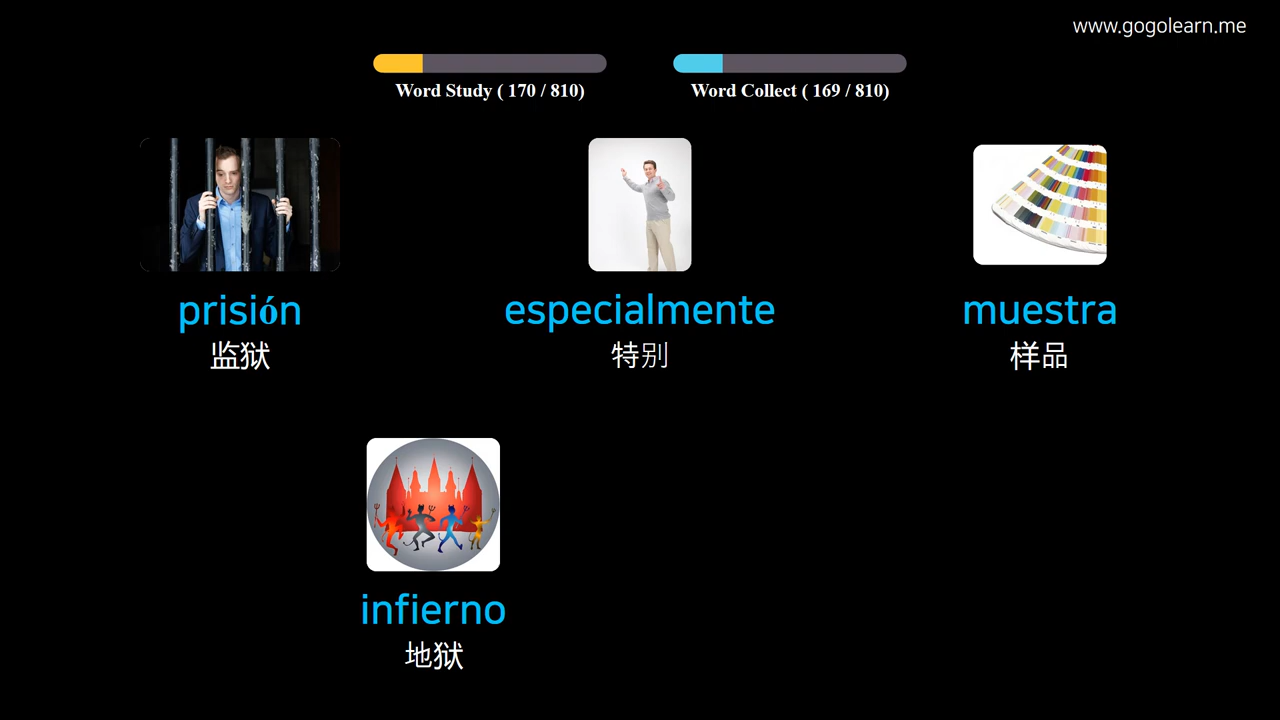 www.gogolearn.me
Word Study ( 170 / 810)
Word Collect ( 169 / 810)
prisión
监狱
especialmente
特别
muestra
样品
infierno
地狱